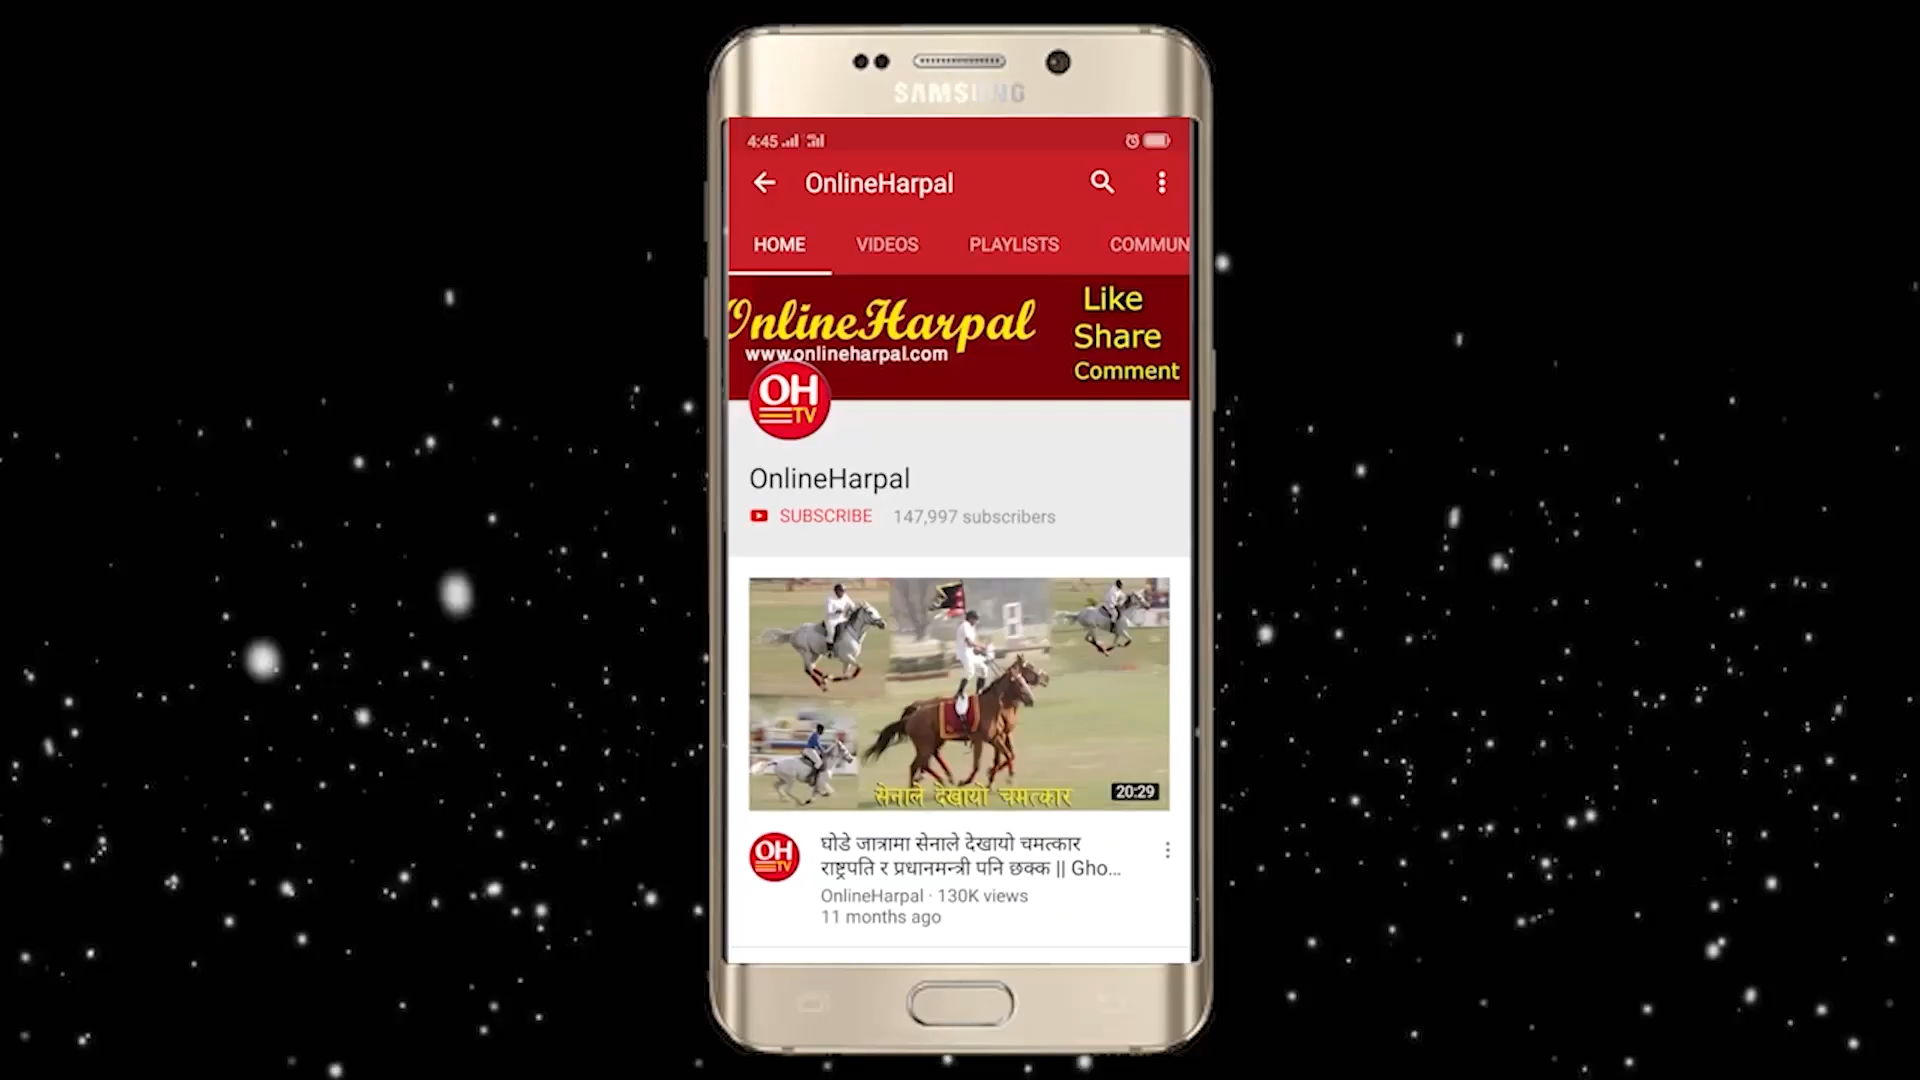 SAMSUNG
4:45
OnlineHarpal
HOME VIDEOS PLAYLISTS COMMUN
OnlineHarpal
www.onlineharpal.com
Like
Share
Comment
OH
TV
OnlineHarpal
SUBSCRIBE 147,997 subscribers
सेनाले देखायो चमत्कार
20:29
OH
TV
घोडे जात्रामा सेनाले देखायो चमत्कार
राष्ट्रपति र प्रधानमन्त्री पनि छक्क || Gho...
OnlineHarpal · 130K views
11 months ago